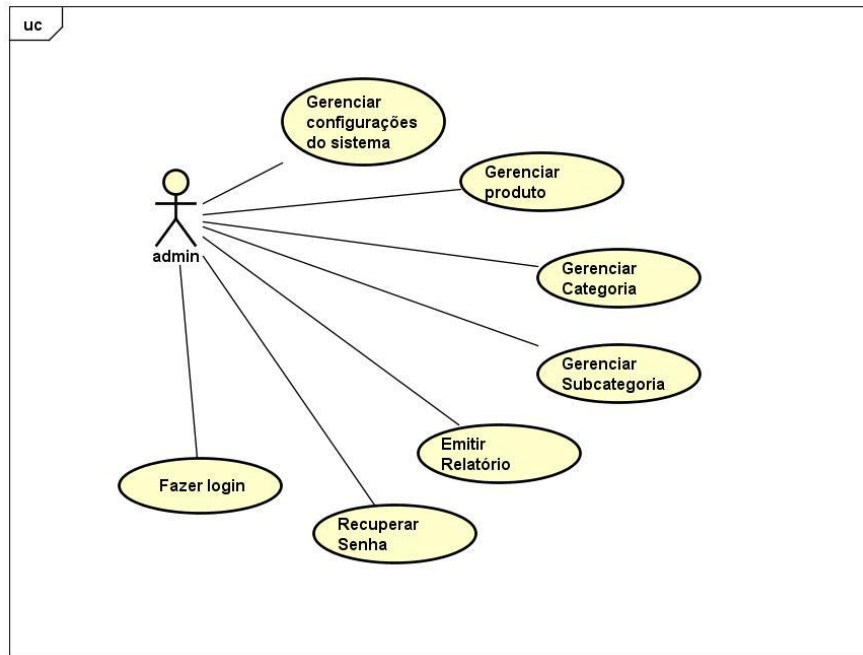 uc
Gerenciar
configurações
do sistema
Gerenciar
produto
admin
Gerenciar
Categoria
Gerenciar
Subcategoria
Emitir
Relatório
Fazer login
Recuperar
Senha